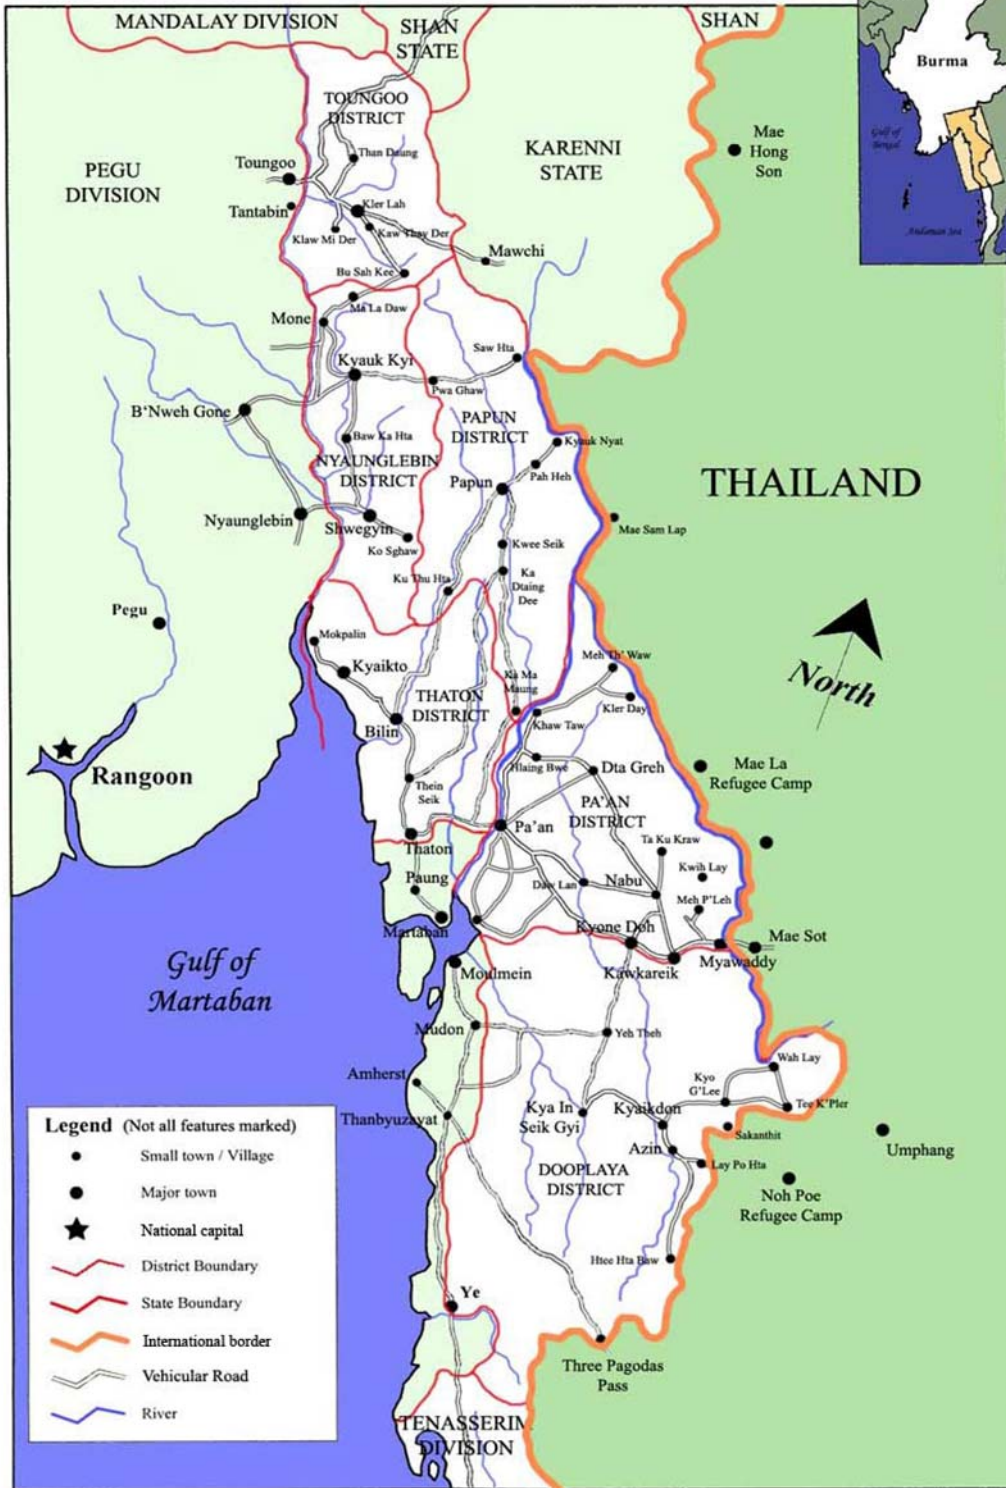 MANDALAY DIVISION
SHAN
STATE
SHAN
Burma
Gulf of
Bengal
Andaman Sea
TOUNGOO
DISTRICT
Mae
Hong
Son
KARENNI
STATE
PEGU
DIVISION
Than Daung
Toungoo
Tantabin
Kler Lah
Klaw Mi Der
Kaw Thay Der
Mawchi
Bu Sah Kee
Ma La Daw
Mone
Saw Hta
Kyauk Kyi
Pwa Ghaw
B'Nweh Gone
PAPUN
DISTRICT
Baw Ka Hta
Kyauk Nyat
NYAUNGLEBIN
DISTRICT
Pah Heh
Papun
THAILAND
Nyaunglebin
Shwegyin
Mae Sam Lap
Ko Sghaw
Kwee Seik
Ku Thu Hta
Ka
Dtaing
Dee
Pegu
Mokpalin
Kyaikto
Meh Th' Waw
North
Ka Ma
Maung
THATON
DISTRICT
Kler Day
Bilin
Khaw Taw
Rangoon
Hlaing Bwe
Dta Greh
Mae La
Refugee Camp
Thein
Seik
PA'AN
DISTRICT
Pa'an
Thaton
Ta Ku Kraw
Paung
Kwih Lay
Daw Lan
Nabu
Meh P'Leh
Martaban
Kyone Doh
Mae Sot
Myawaddy
Kawkareik
Gulf of
Martaban
Moulmein
Mudon
Yeh Theh
Amherst
Wah Lay
Kyo
G'Lee
Thanbyuzayat
Kya In
Seik Gyi
Kyaikdon
Tee K'Pler
Sakanthit
Umphang
Azin
Lay Po Hta
DOOPLAYA
DISTRICT
Noh Poe
Refugee Camp
Htee Hta Baw
Ye
Three Pagodas
Pass
TENASSERIM
DIVISION
Legend (Not all features marked)
Small town / Village
Major town
National capital
District Boundary
State Boundary
International border
Vehicular Road
River